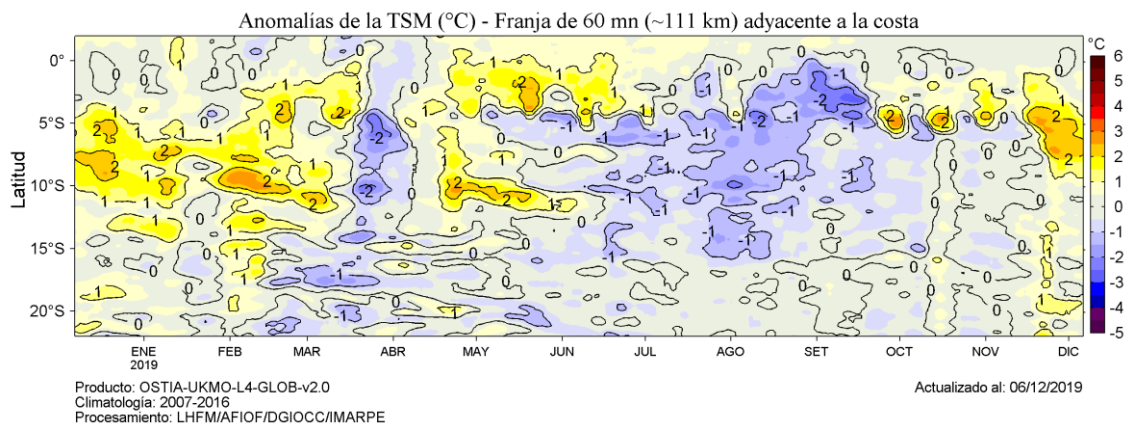 Anomalías de la TSM (°C) - Franja de 60 mn (~111 km) adyacente a la costa
°C
0°
5°S
10°S
15°S
20°S
Latitud
6
5
4
3
2
1
0
-1
-2
-3
-4
-5
ENE FEB MAR ABR MAY JUN JUL AGO SET OCT NOV DIC
2019
Producto: OSTIA-UKMO-L4-GLOB-v2.0
Actualizado al: 06/12/2019
Climatología: 2007-2016
Procesamiento: LHFM/AFIOF/DGIOCC/IMARPE